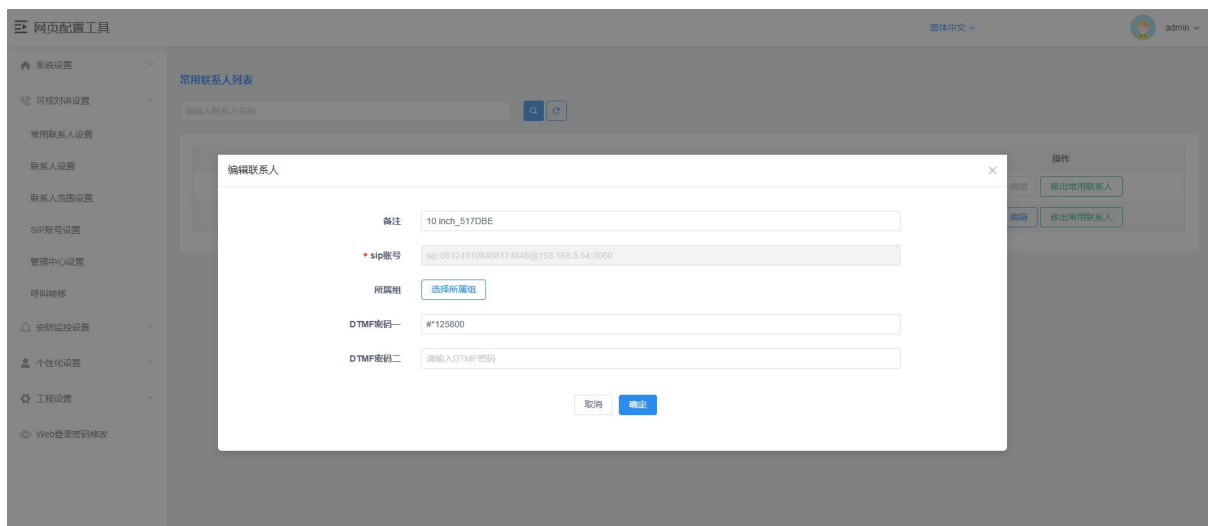 网页配置工具
简体中文
admin
系统设置
可视对讲设置
常用联系人设置
联系人设置
联系人范围设置
SIP账号设置
管理中心设置
呼叫转移
安防监控设置
个性化设置
工程设置
Web登录密码修改
常用联系人列表
请输入联系人名称
操作
编辑 移出常用联系人
编辑 移出常用联系人
编辑联系人
备注 10 inch_517DBE
* sip账号 sip:581249108468174848@193.168.5.54:5060
所属组 选择所属组
DTMF密码一 #*125800
DTMF密码二 请输入DTMF密码
取消 确定